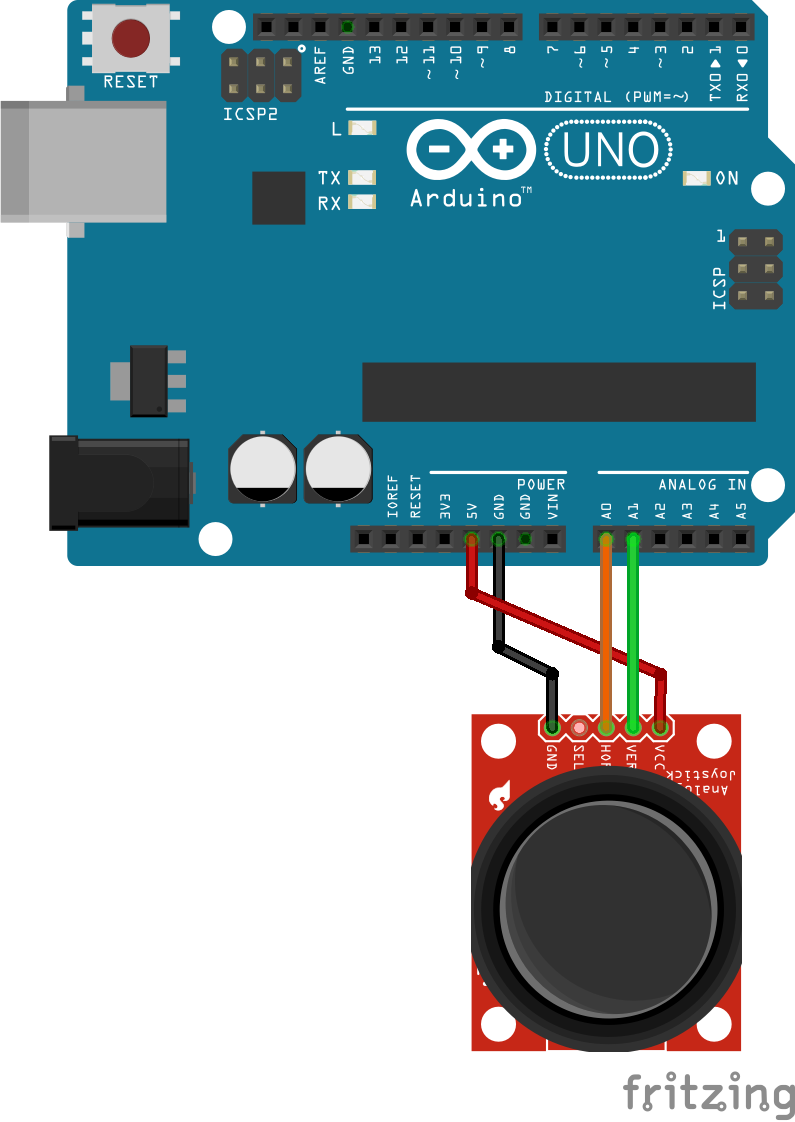 RESET
ICSP2
AREF
GND
13
12
~11
~10
~9
8
7
~6
~5
4
~3
2
TX0▶1
RX0◀0
DIGITAL (PWM=~)
L
TX
RX
Arduino™
UNO
ON
1
ICSP
IOREF
RESET
3V3
5V
GND
GND
VIN
POWER
A0
A1
A2
A3
A4
A5
ANALOG IN
GND
SEL
HOR
VER
VCC
Joystick
fritzing